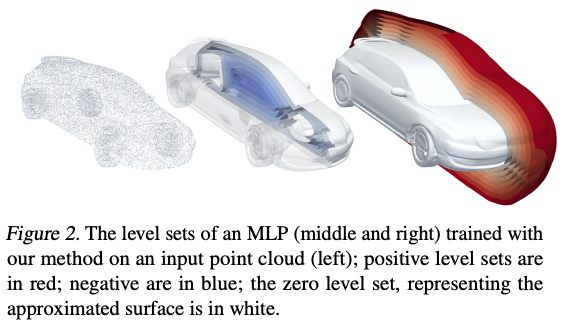 Figure 2. The level sets of an MLP (middle and right) trained with
our method on an input point cloud (left); positive level sets are
in red; negative are in blue; the zero level set, representing the
approximated surface is in white.